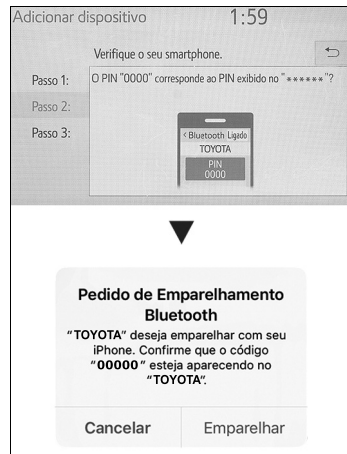 Adicionar dispositivo 1:59
Verifique o seu smartphone.
Passo 1:
O PIN "0000" corresponde ao PIN exibido no "******"?
Passo 2:
Passo 3:
< Bluetooth Ligado
TOYOTA
PIN
0000
Pedido de Emparelhamento
Bluetooth
"TOYOTA" deseja emparelhar com seu
iPhone. Confirme que o código
"00000" esteja aparecendo no
"TOYOTA".
Cancelar Emparelhar